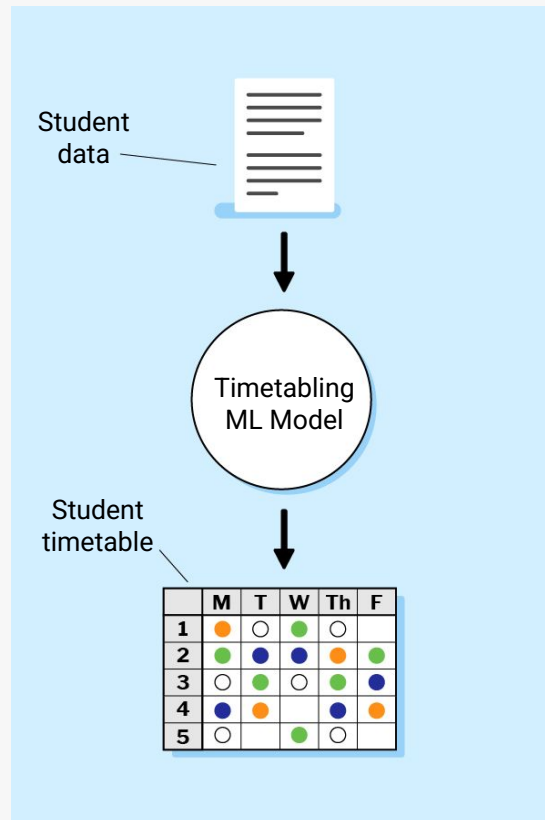 Student
data
Timetabling
ML Model
Student
timetable
M T W Th F
1
2
3
4
5